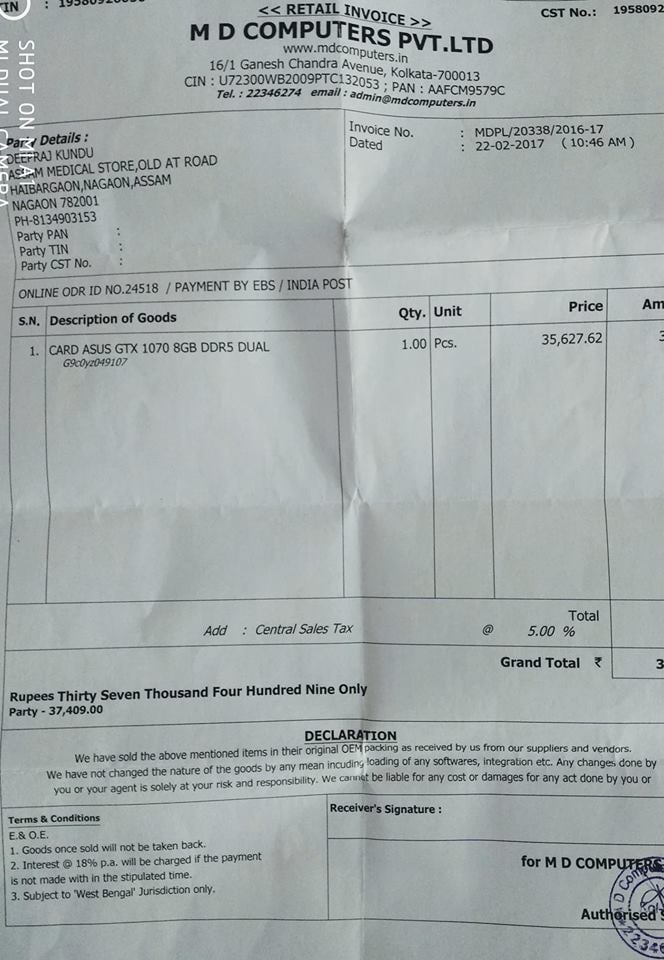 << RETAIL INVOICE >>
CST No.: 1958092
M D COMPUTERS PVT.LTD
www.mdcomputers.in
16/1 Ganesh Chandra Avenue, Kolkata-700013
CIN : U72300WB2009PTC132053 ; PAN : AAFCM9579C
Tel. : 22346274 email : admin@mdcomputers.in
SHOT ON
Party Details :
DEEPRAJ KUNDU
ASSAM MEDICAL STORE,OLD AT ROAD
HAIBARGAON,NAGAON,ASSAM
NAGAON 782001
PH-8134903153
Party PAN :
Party TIN :
Party CST No. :
Invoice No. : MDPL/20338/2016-17
Dated : 22-02-2017 ( 10:46 AM )
ONLINE ODR ID NO.24518 / PAYMENT BY EBS / INDIA POST
S.N. Description of Goods Qty. Unit Price Am
1. CARD ASUS GTX 1070 8GB DDR5 DUAL 1.00 Pcs. 35,627.62 3
G9c0yz049107
Total
Add : Central Sales Tax @ 5.00 %
Grand Total ₹ 3
Rupees Thirty Seven Thousand Four Hundred Nine Only
Party - 37,409.00
DECLARATION
We have sold the above mentioned items in their original OEM packing as received by us from our suppliers and vendors.
We have not changed the nature of the goods by any mean incuding loading of any softwares, integration etc. Any changes done by
you or your agent is solely at your risk and responsibility. We cannot be liable for any cost or damages for any act done by you or
Terms & Conditions
E.& O.E.
1. Goods once sold will not be taken back.
2. Interest @ 18% p.a. will be charged if the payment
is not made with in the stipulated time.
3. Subject to 'West Bengal' Jurisdiction only.
Receiver's Signature :
for M D COMPUTERS
Authorised